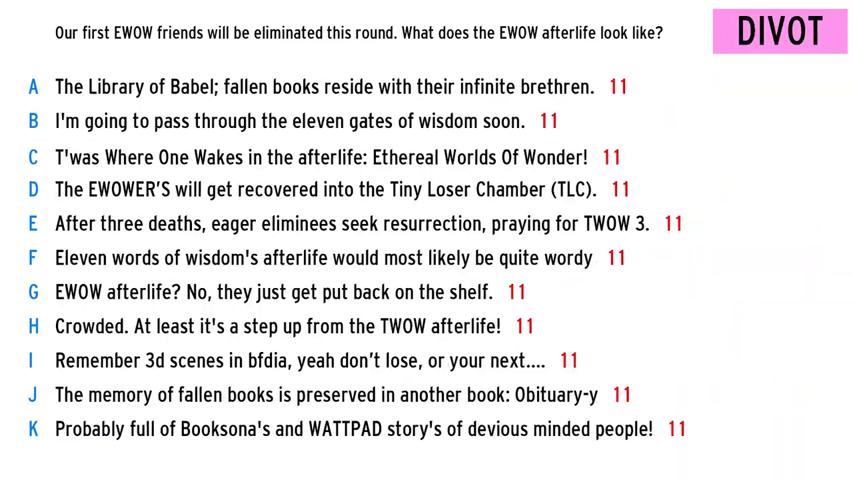 Our first EWOW friends will be eliminated this round. What does the EWOW afterlife look like?
DIVOT
A The Library of Babel; fallen books reside with their infinite brethren. 11
B I'm going to pass through the eleven gates of wisdom soon. 11
C T'was Where One Wakes in the afterlife: Ethereal Worlds Of Wonder! 11
D The EWOWER’S will get recovered into the Tiny Loser Chamber (TLC). 11
E After three deaths, eager eliminees seek resurrection, praying for TWOW 3. 11
F Eleven words of wisdom's afterlife would most likely be quite wordy 11
G EWOW afterlife? No, they just get put back on the shelf. 11
H Crowded. At least it's a step up from the TWOW afterlife! 11
I Remember 3d scenes in bfdia, yeah don’t lose, or your next.... 11
J The memory of fallen books is preserved in another book: Obituary-y 11
K Probably full of Booksona's and WATTPAD story's of devious minded people! 11